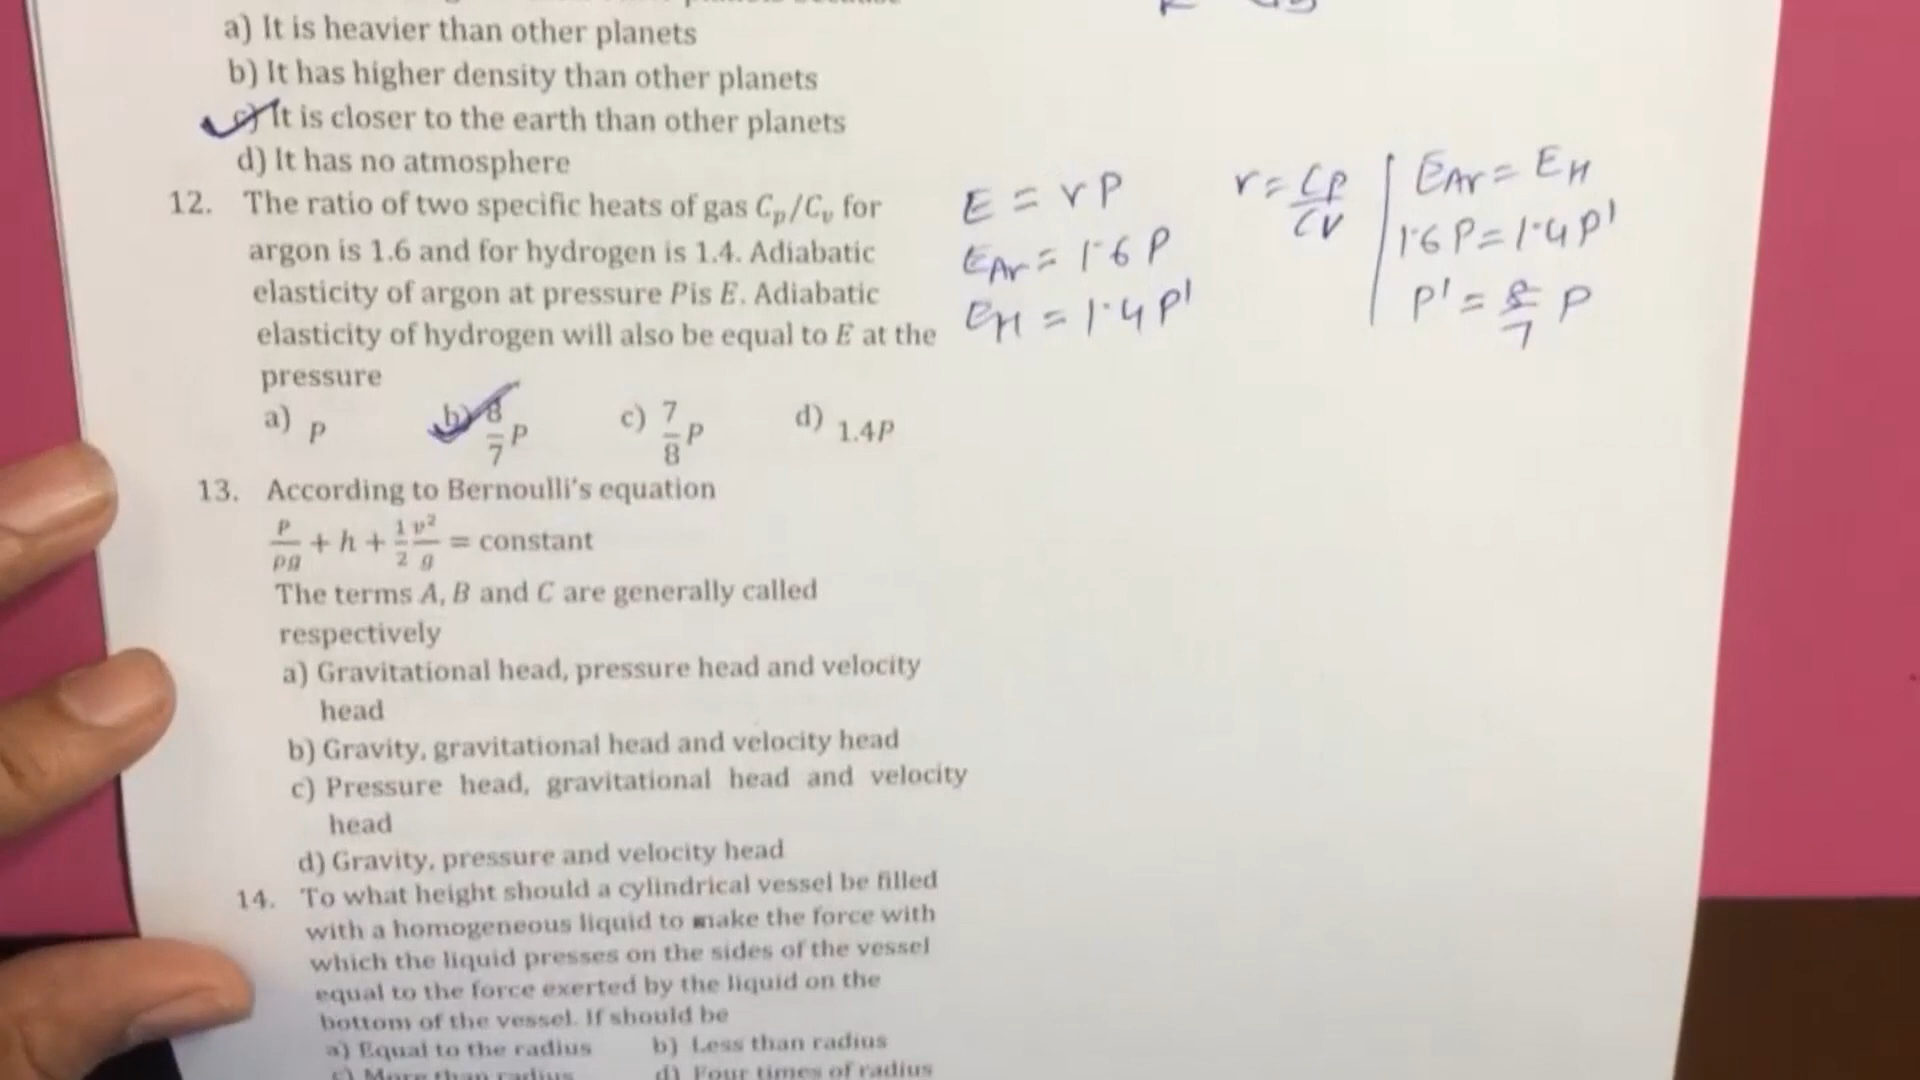 a) It is heavier than other planets
b) It has higher density than other planets
c) It is closer to the earth than other planets
d) It has no atmosphere
12. The ratio of two specific heats of gas Cp/Cv for
argon is 1.6 and for hydrogen is 1.4. Adiabatic
elasticity of argon at pressure Pis E. Adiabatic
elasticity of hydrogen will also be equal to E at the
pressure
a) P b) 8/7 P c) 7/8 P d) 1.4P
E = rP
E_Ar = 1.6 P
E_H = 1.4 P'
r = CP/CV
E_Ar = E_H
1.6 P = 1.4 P'
P' = 8/7 P
13. According to Bernoulli's equation
P/ρg + h + 1/2 v²/g = constant
The terms A, B and C are generally called
respectively
a) Gravitational head, pressure head and velocity
head
b) Gravity, gravitational head and velocity head
c) Pressure head, gravitational head and velocity
head
d) Gravity, pressure and velocity head
14. To what height should a cylindrical vessel be filled
with a homogeneous liquid to make the force with
which the liquid presses on the sides of the vessel
equal to the force exerted by the liquid on the
bottom of the vessel. If should be
a) Equal to the radius b) Less than radius
c) More than radius d) Four times of radius